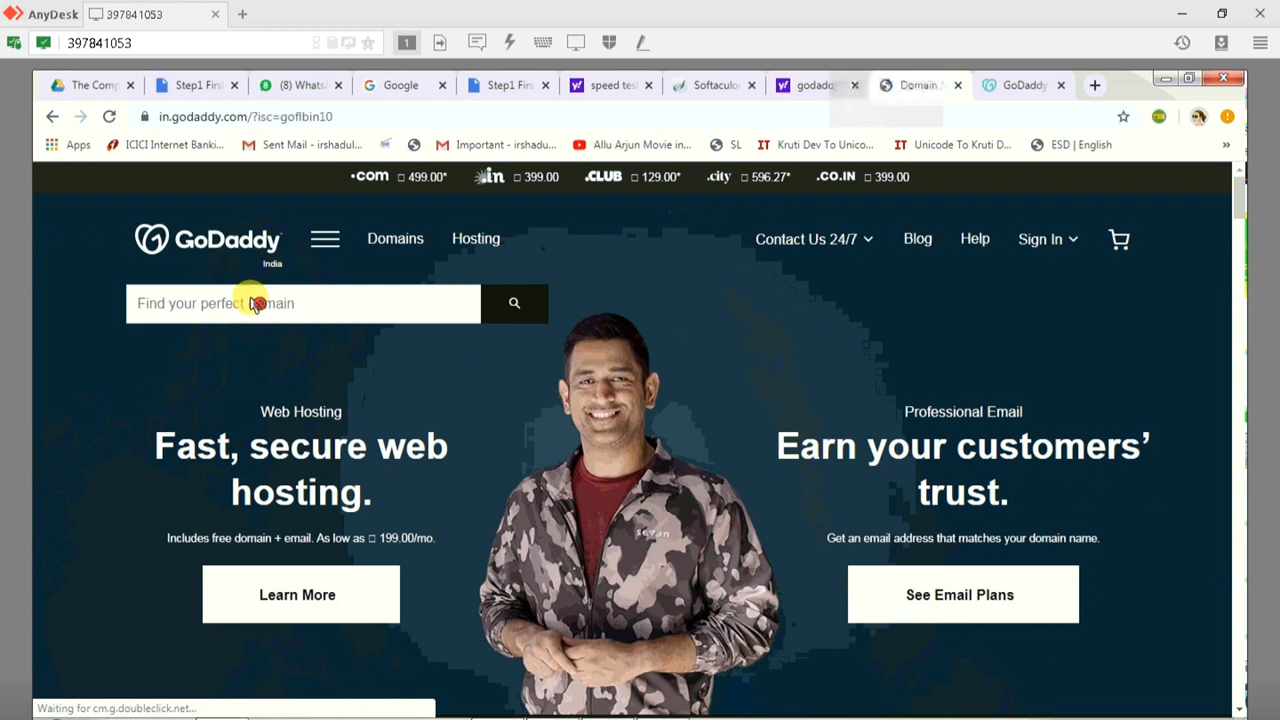 AnyDesk
397841053
397841053
1
The Comp
Step1 Firs
(8) Whats
Google
Step1 Firs
speed tes
Softaculo
godad
Domain
GoDaddy
in.godaddy.com/?isc=goflbin10
Apps
ICICI Internet Banki...
Sent Mail - irshadul...
Important - irshadu...
Allu Arjun Movie in...
SL
Kruti Dev To Unico...
Unicode To Kruti D...
ESD | English
.com □ 499.00* .in □ 399.00 .CLUB □ 129.00* .city □ 596.27* .CO.IN □ 399.00
GoDaddy
India
Domains
Hosting
Contact Us 24/7
Blog
Help
Sign In
Find your perfect domain
Web Hosting
Fast, secure web
hosting.
Includes free domain + email. As low as □ 199.00/mo.
Learn More
seven
Professional Email
Earn your customers’
trust.
Get an email address that matches your domain name.
See Email Plans
Waiting for cm.g.doubleclick.net...